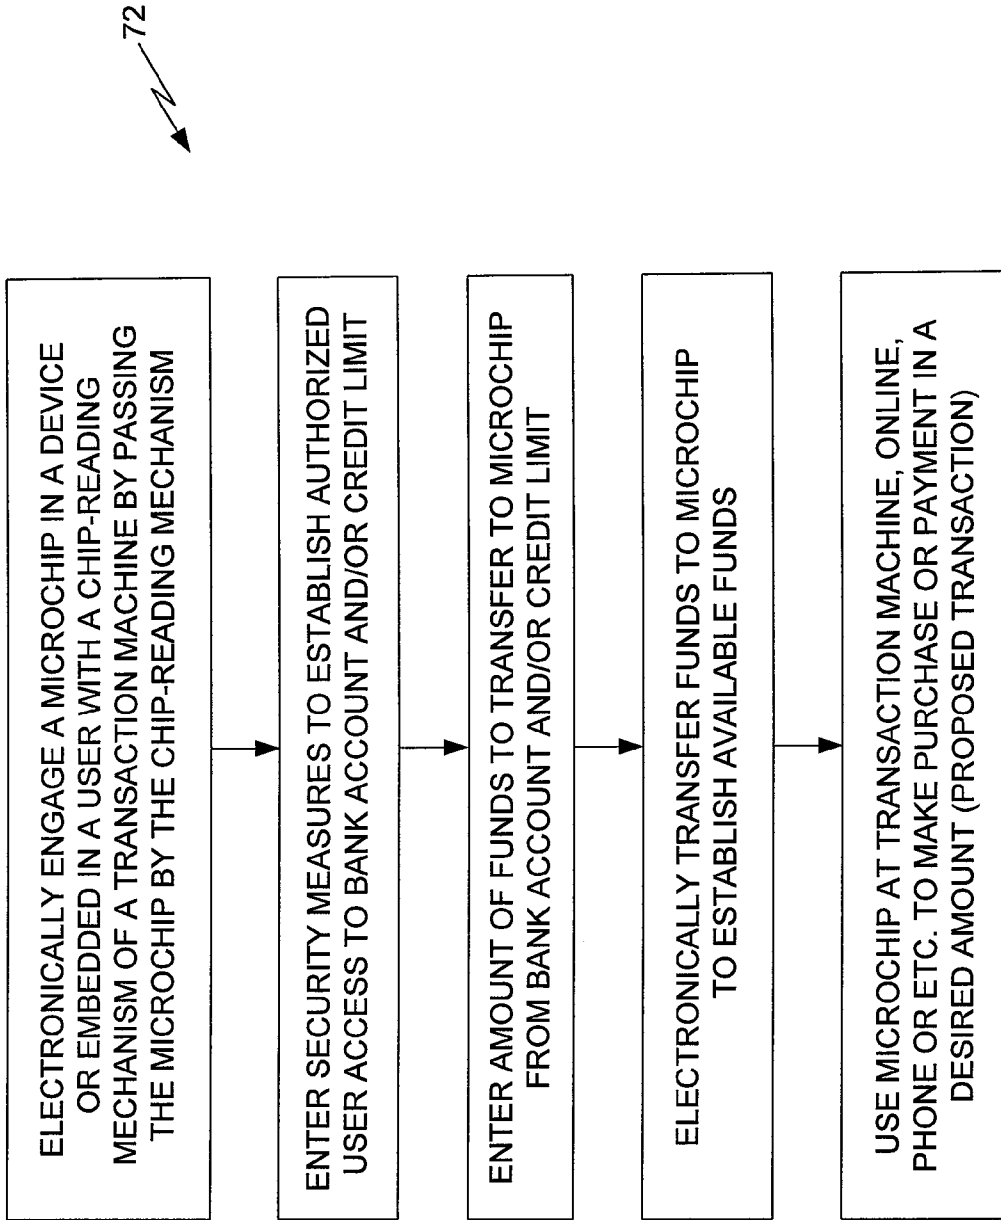 72
ELECTRONICALLY ENGAGE A MICROCHIP IN A DEVICE
OR EMBEDDED IN A USER WITH A CHIP-READING
MECHANISM OF A TRANSACTION MACHINE BY PASSING
THE MICROCHIP BY THE CHIP-READING MECHANISM
ENTER SECURITY MEASURES TO ESTABLISH AUTHORIZED
USER ACCESS TO BANK ACCOUNT AND/OR CREDIT LIMIT
ENTER AMOUNT OF FUNDS TO TRANSFER TO MICROCHIP
FROM BANK ACCOUNT AND/OR CREDIT LIMIT
ELECTRONICALLY TRANSFER FUNDS TO MICROCHIP
TO ESTABLISH AVAILABLE FUNDS
USE MICROCHIP AT TRANSACTION MACHINE, ONLINE,
PHONE OR ETC. TO MAKE PURCHASE OR PAYMENT IN A
DESIRED AMOUNT (PROPOSED TRANSACTION)